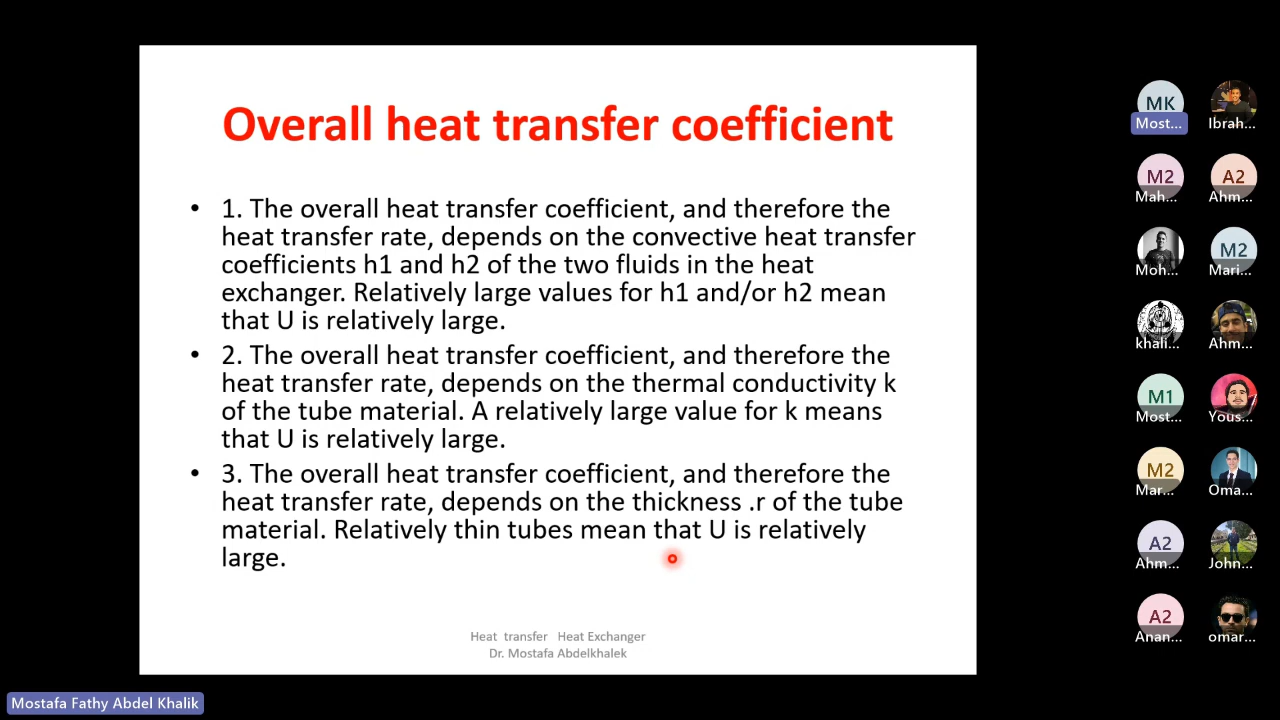 Overall heat transfer coefficient
• 1. The overall heat transfer coefficient, and therefore the
heat transfer rate, depends on the convective heat transfer
coefficients h1 and h2 of the two fluids in the heat
exchanger. Relatively large values for h1 and/or h2 mean
that U is relatively large.
• 2. The overall heat transfer coefficient, and therefore the
heat transfer rate, depends on the thermal conductivity k
of the tube material. A relatively large value for k means
that U is relatively large.
• 3. The overall heat transfer coefficient, and therefore the
heat transfer rate, depends on the thickness .r of the tube
material. Relatively thin tubes mean that U is relatively
large.
Heat transfer Heat Exchanger
Dr. Mostafa Abdelkhalek
MK
Most...
Ibrah...
M2
Mah...
A2
Ahm...
Moh...
M2
Mari...
khali...
Ahm...
M1
Most...
Yous...
M2
Mar...
Oma...
A2
Ahm...
John...
A2
Anan...
omar...
Mostafa Fathy Abdel Khalik